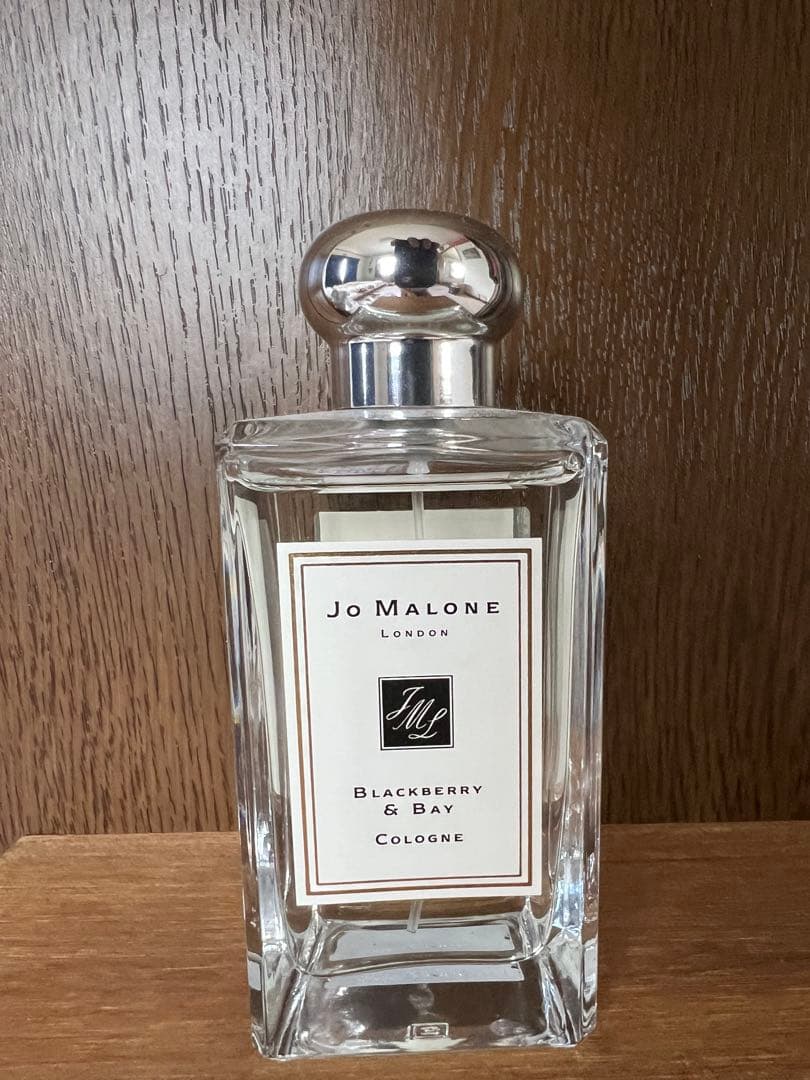 Jo Malone
London
JML
Blackberry
& Bay
Cologne